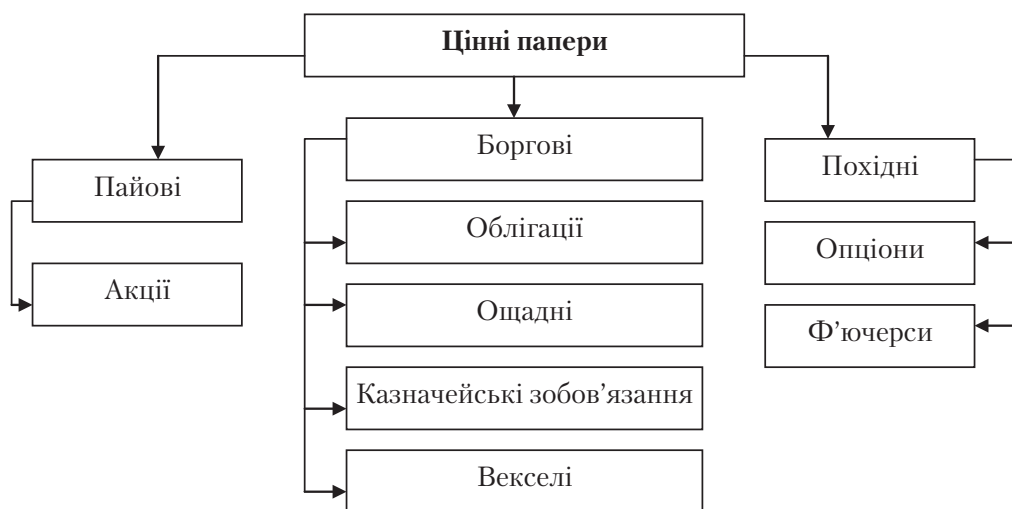 Цінні папери
Пайові
Акції
Боргові
Облігації
Ощадні
Казначейські зобов’язання
Векселі
Похідні
Опціони
Ф’ючерси